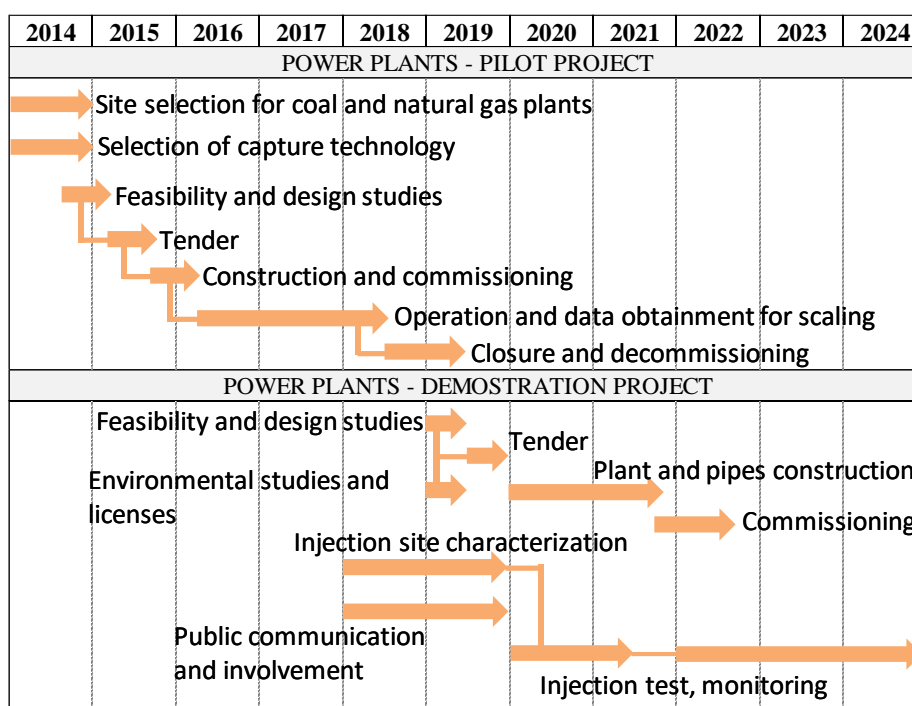 2014 2015 2016 2017 2018 2019 2020 2021 2022 2023 2024
POWER PLANTS - PILOT PROJECT
Site selection for coal and natural gas plants
Selection of capture technology
Feasibility and design studies
Tender
Construction and commissioning
Operation and data obtainment for scaling
Closure and decommissioning
POWER PLANTS - DEMOSTRATION PROJECT
Feasibility and design studies
Tender
Plant and pipes construction
Environmental studies and
licenses
Commissioning
Injection site characterization
Public communication
and involvement
Injection test, monitoring